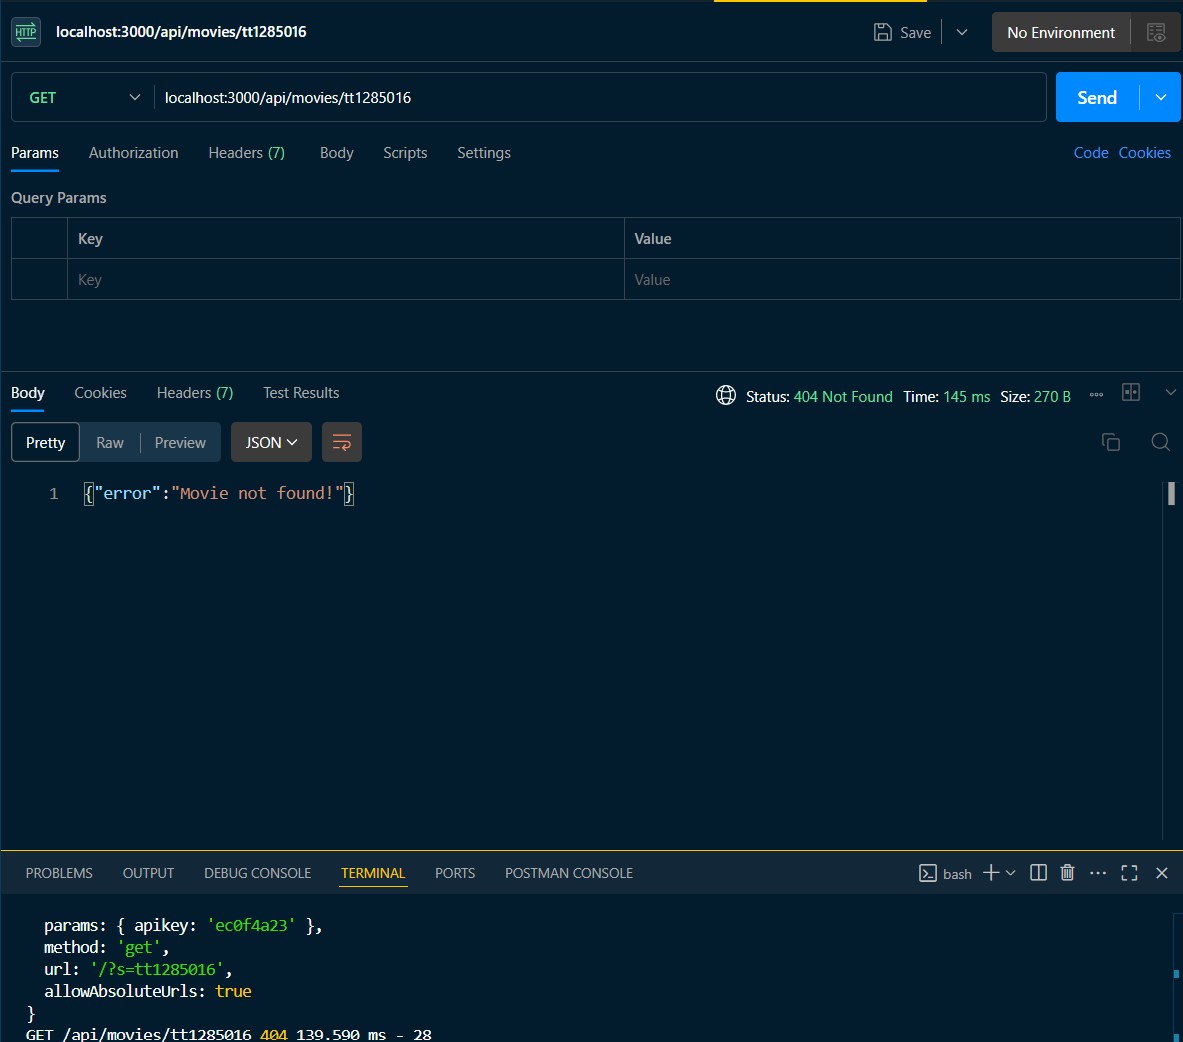 HTTP localhost:3000/api/movies/tt1285016 Save No Environment
GET localhost:3000/api/movies/tt1285016 Send
Params Authorization Headers (7) Body Scripts Settings Code Cookies
Query Params
Key Value
Key Value
Body Cookies Headers (7) Test Results Status: 404 Not Found Time: 145 ms Size: 270 B
Pretty Raw Preview JSON
1 {"error":"Movie not found!"}
PROBLEMS OUTPUT DEBUG CONSOLE TERMINAL PORTS POSTMAN CONSOLE bash
params: { apikey: 'ec0f4a23' },
method: 'get',
url: '/?s=tt1285016',
allowAbsoluteUrls: true
}
GET /api/movies/tt1285016 404 139.590 ms - 28